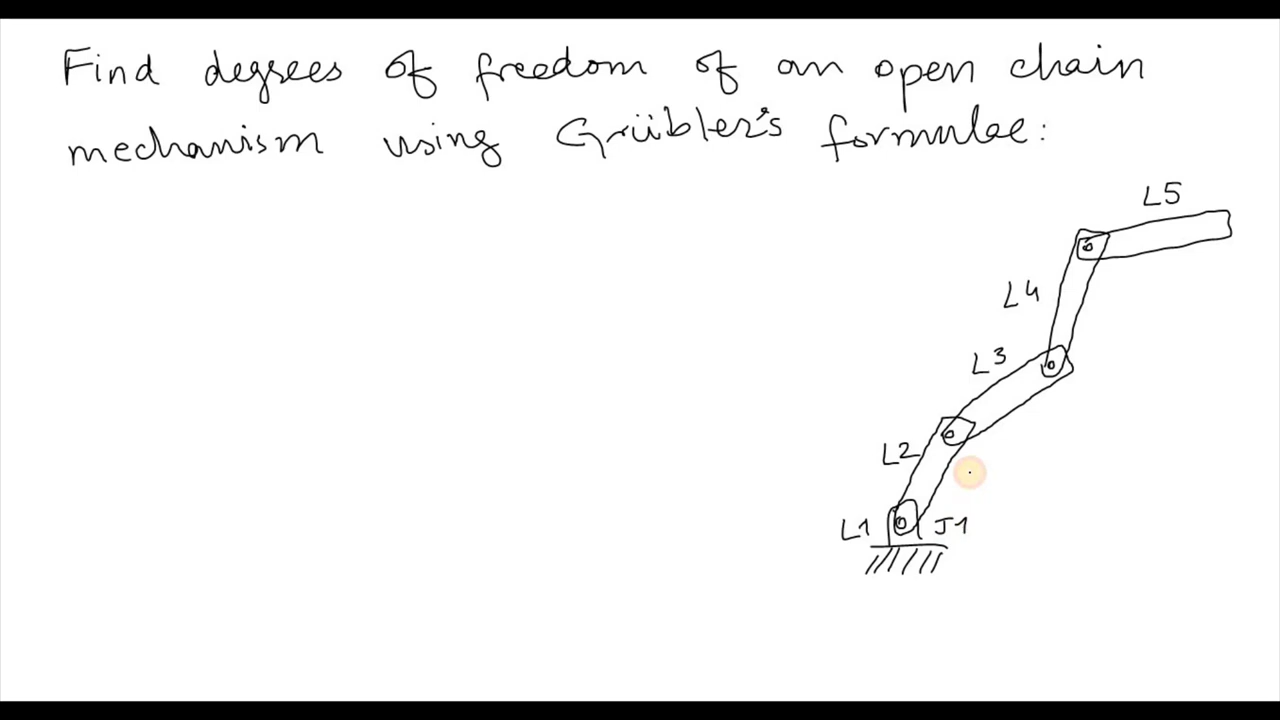 Find degrees of freedom of an open chain
mechanism using Grübler's formulae:
L5
L4
L3
L2
L1 J1